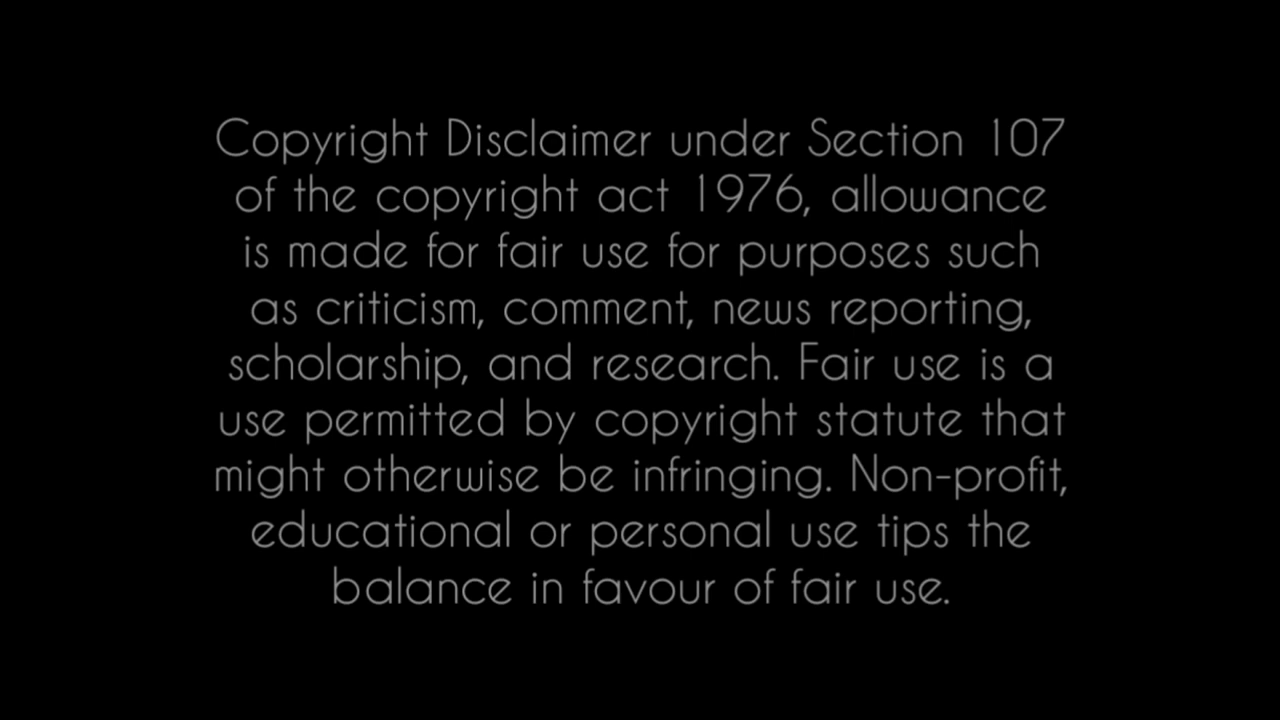 Copyright Disclaimer under Section 107
of the copyright act 1976, allowance
is made for fair use for purposes such
as criticism, comment, news reporting,
scholarship, and research. Fair use is a
use permitted by copyright statute that
might otherwise be infringing. Non-profit,
educational or personal use tips the
balance in favour of fair use.